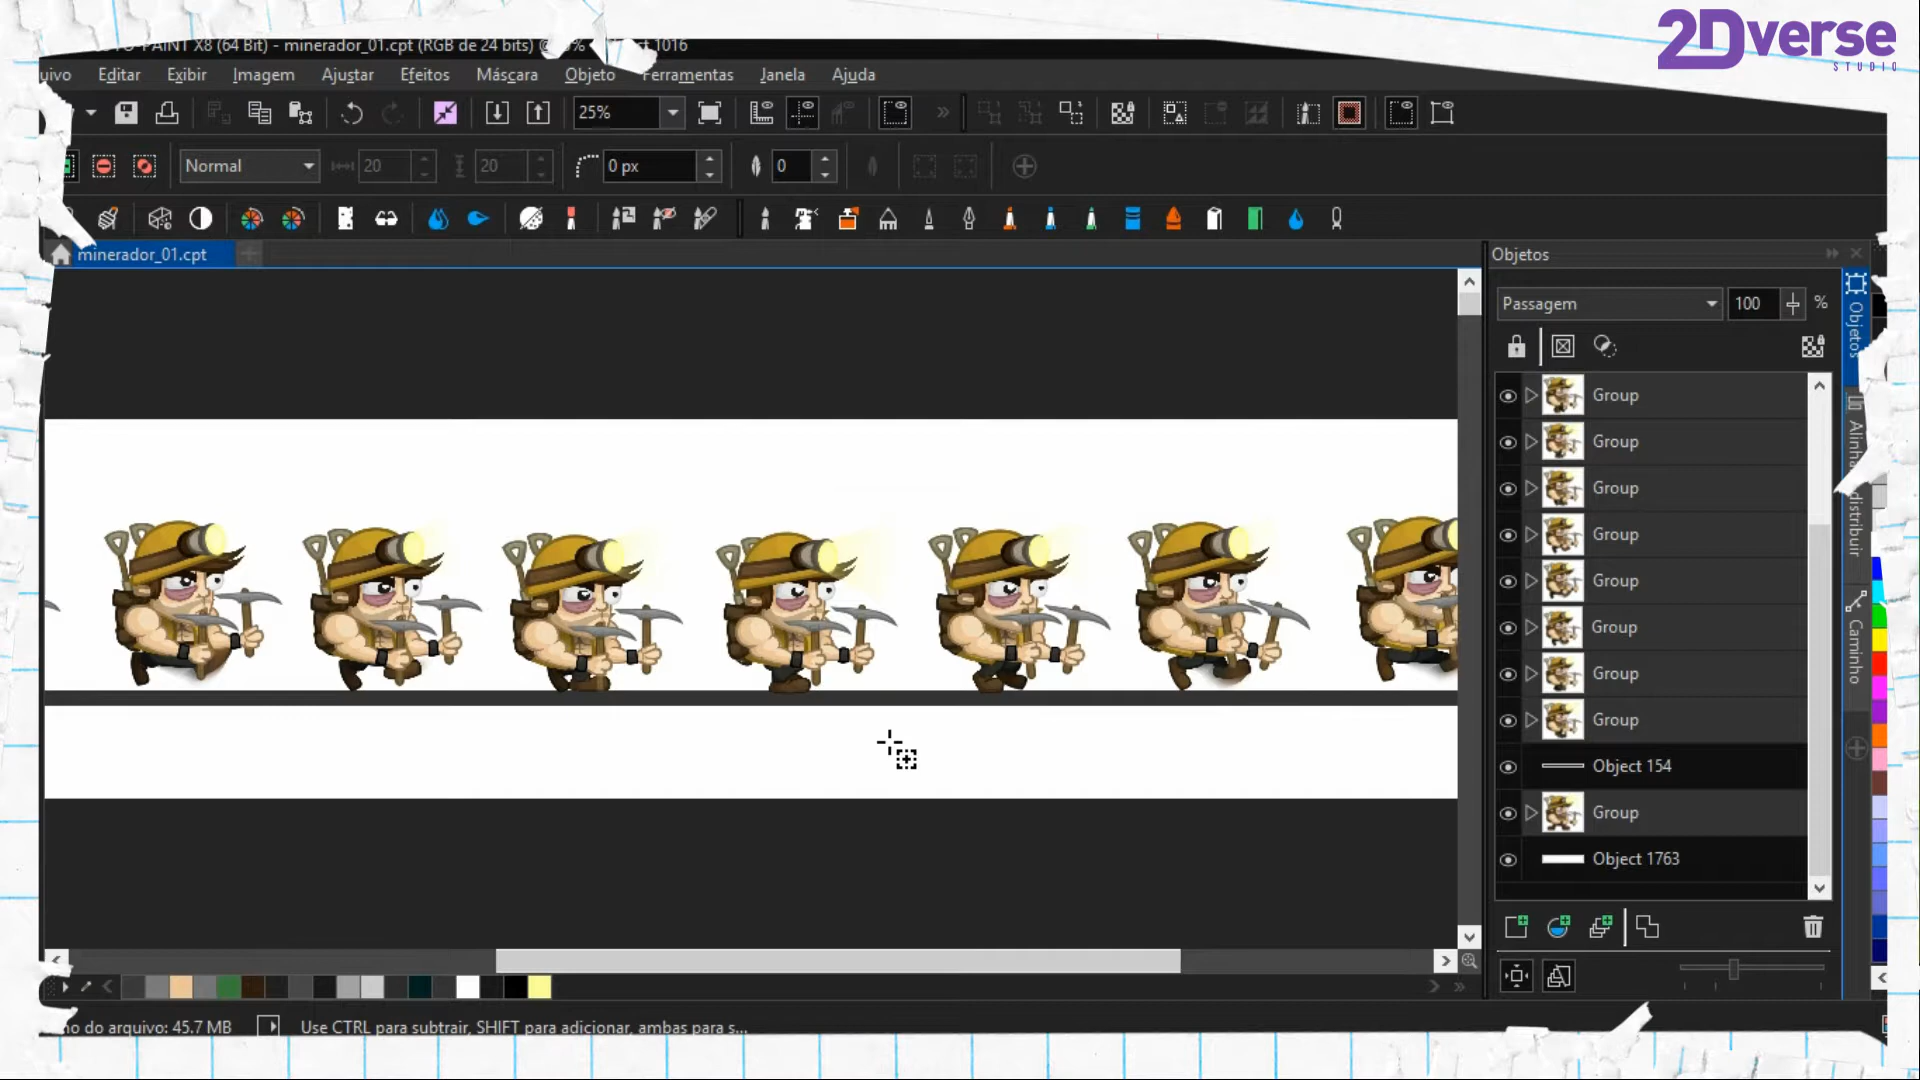 2Dverse
STUDIO
PAINT X8 (64 Bit) - minerador_01.cpt (RGB de 24 bits) @
1016
uivo Editar Exibir Imagem Ajustar Efeitos Máscara Objeto Ferramentas Janela Ajuda
25%
Normal 20 20 0 px 0
minerador_01.cpt
Objetos
Passagem 100 %
Group
Group
Group
Group
Group
Group
Group
Group
Object 154
Group
Object 1763
Objetos
distribuir
Caminho
do arquivo: 45.7 MB
Use CTRL para subtrair, SHIFT para adicionar, ambas para s...